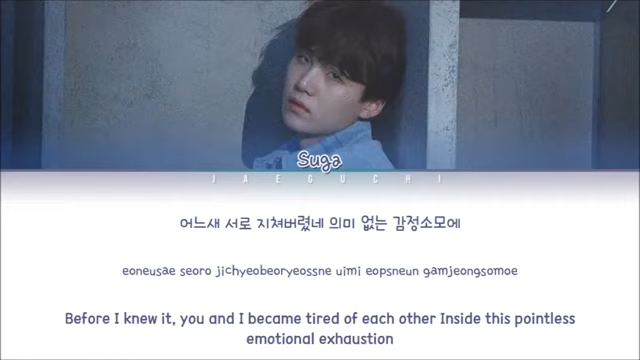 Suga
JAEGUCHI
어느새 서로 지쳐버렸네 의미 없는 감정소모에
eoneusae seoro jichyeobeoryeossne uimi eopsneun gamjeongsomoe
Before I knew it, you and I became tired of each other Inside this pointless
emotional exhaustion